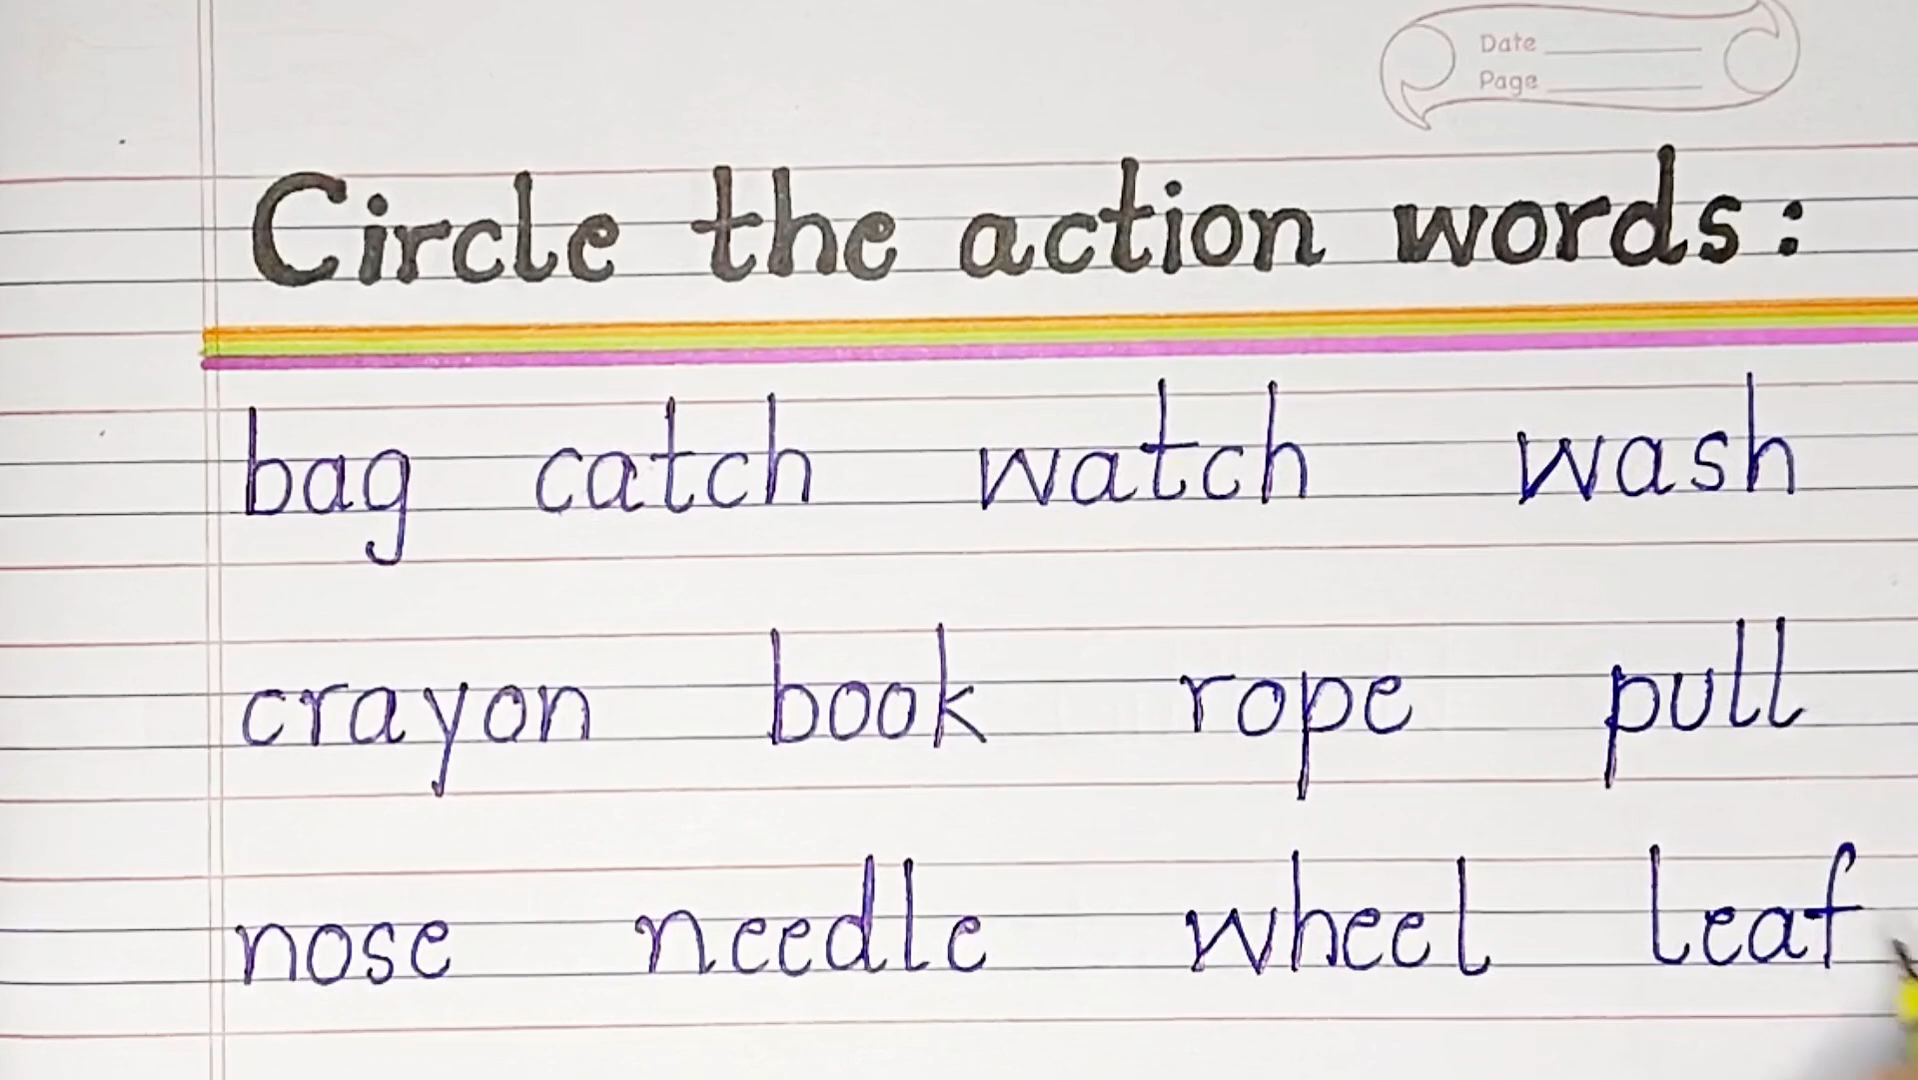 Date
Page
Circle the action words:
bag catch watch wash
crayon book rope pull
nose needle wheel leaf